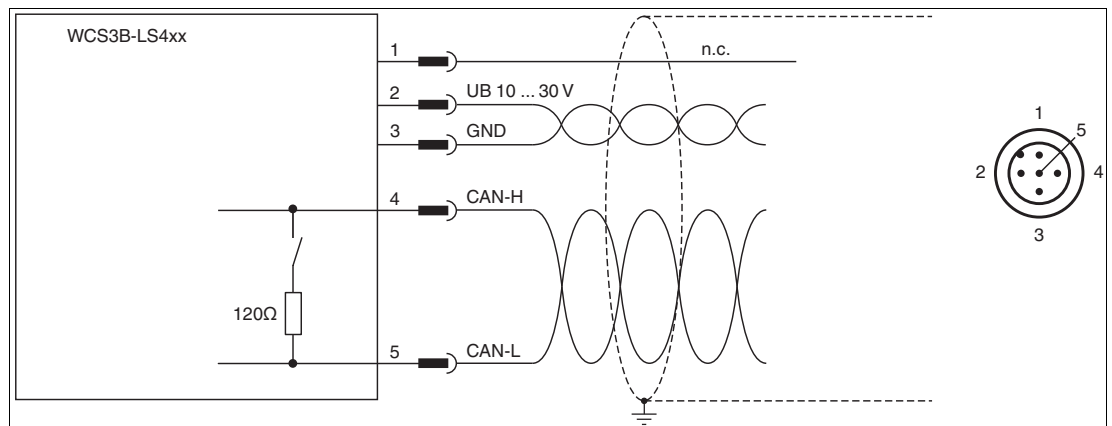 WCS3B-LS4xx
1
n.c.
2
UB 10 ... 30 V
3
GND
4
CAN-H
120Ω
5
CAN-L
1
5
2
4
3